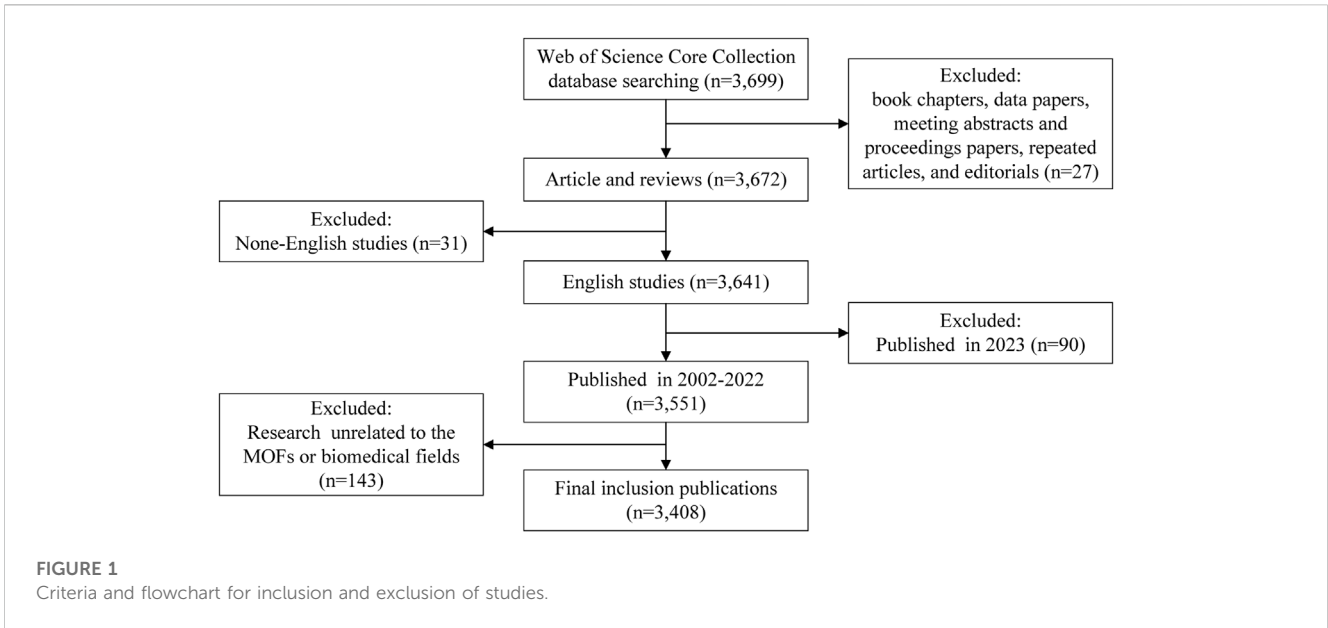 Web of Science Core Collection
database searching (n=3,699)
Excluded:
book chapters, data papers,
meeting abstracts and
proceedings papers, repeated
articles, and editorials (n=27)
Article and reviews (n=3,672)
Excluded:
None-English studies (n=31)
English studies (n=3,641)
Excluded:
Published in 2023 (n=90)
Published in 2002-2022
(n=3,551)
Excluded:
Research unrelated to the
MOFs or biomedical fields
(n=143)
Final inclusion publications
(n=3,408)
FIGURE 1
Criteria and flowchart for inclusion and exclusion of studies.